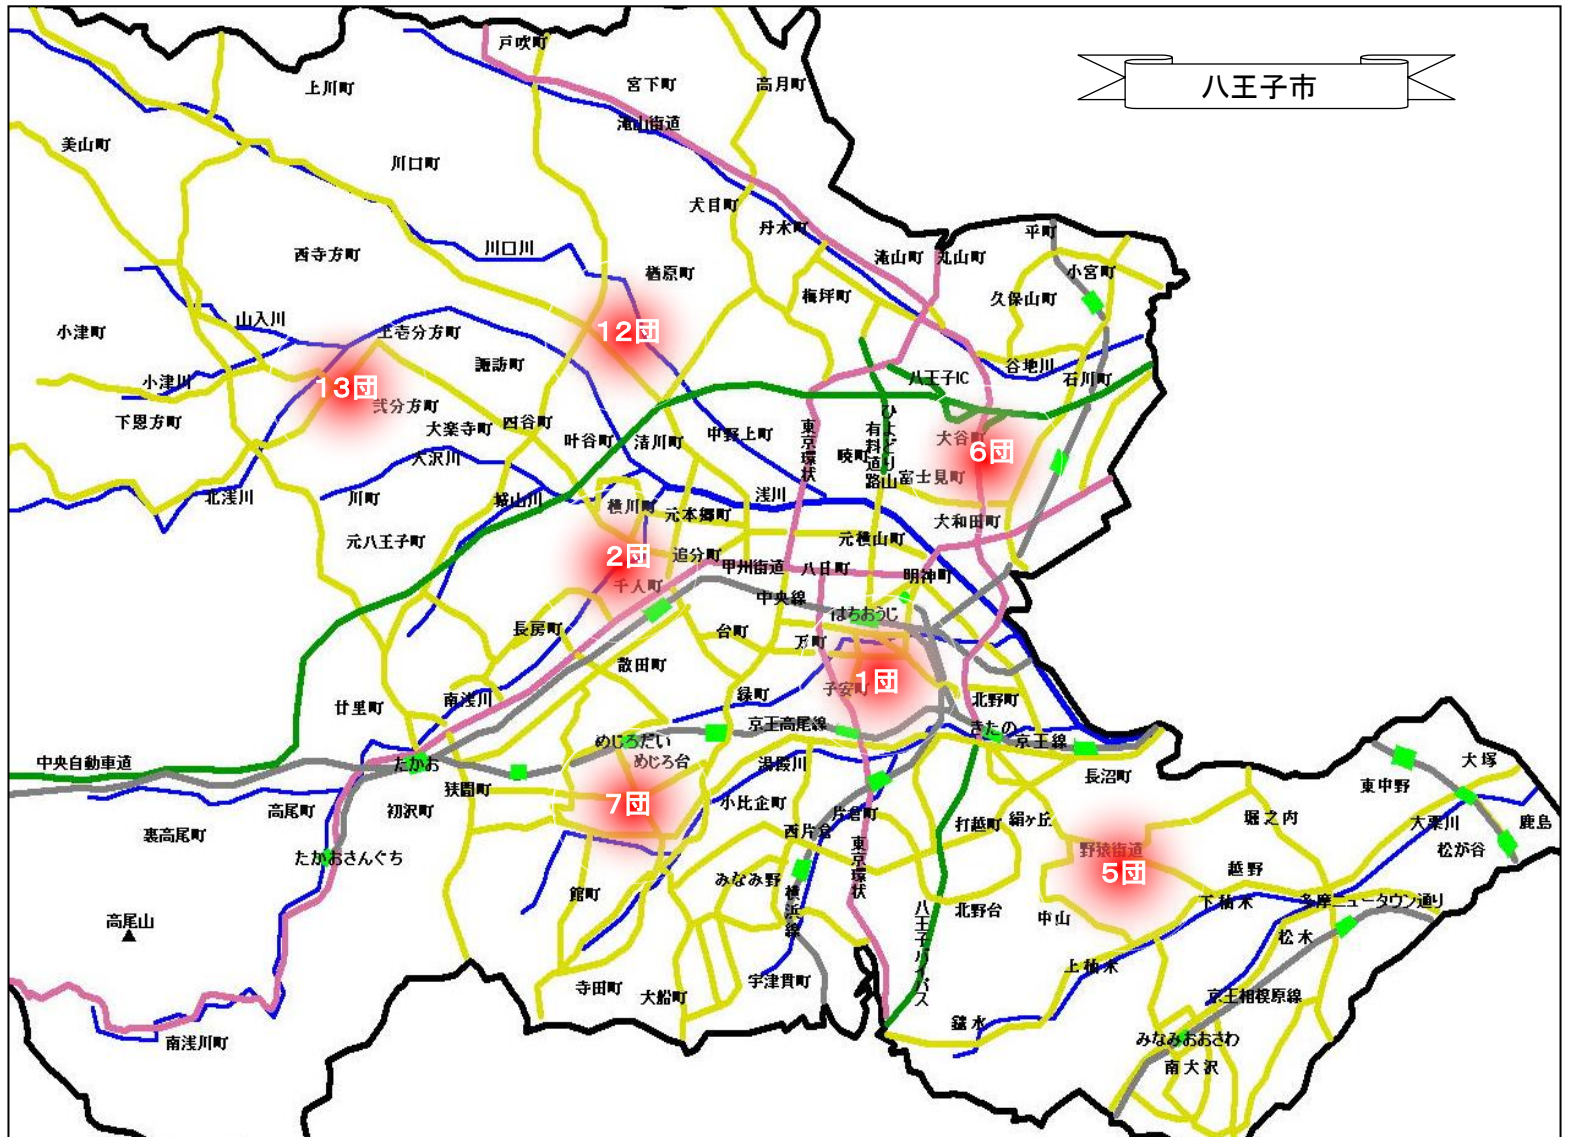 八王子市
戸吹町
上川町
宮下町
高月町
滝山街道
美山町
川口町
犬目町
丹木町
平町
西寺方町
川口川
楢原町
滝山町
丸山町
小宮町
梅坪町
久保山町
小津町
山入川
上壱分方町
12団
諏訪町
谷地川
小津川
13団
八王子IC
石川町
下恩方町
弐分方町
大楽寺町
四谷町
叶谷町
清川町
中野上町
東京環状
ひよどり山
有料道路
暁町
大谷町
6団
大沢川
富士見町
北浅川
川町
城山川
横川町
元本郷町
浅川
大和田町
元八王子町
2団
追分町
甲州街道
八日町
元横山町
明神町
千人町
中央線
はちおうじ
長房町
台町
万町
散田町
1団
子安町
緑町
南浅川
廿里町
北野町
きたの
京王高尾線
京王線
めじろだい
めじろ台
中央自動車道
たかお
湯殿川
長沼町
大塚
東中野
狭間町
高尾町
初沢町
7団
小比企町
片倉町
西片倉
打越町
絹ヶ丘
堀之内
大栗川
鹿島
裏高尾町
たかおさんぐち
東京環状
野猿街道
5団
松が谷
みなみ野
横浜線
越野
館町
八王子バイパス
北野台
中山
下柚木
多摩ニュータウン通り
高尾山
松木
上柚木
寺田町
大船町
宇津貫町
京王相模原線
鑓水
南浅川町
みなみおおさわ
南大沢